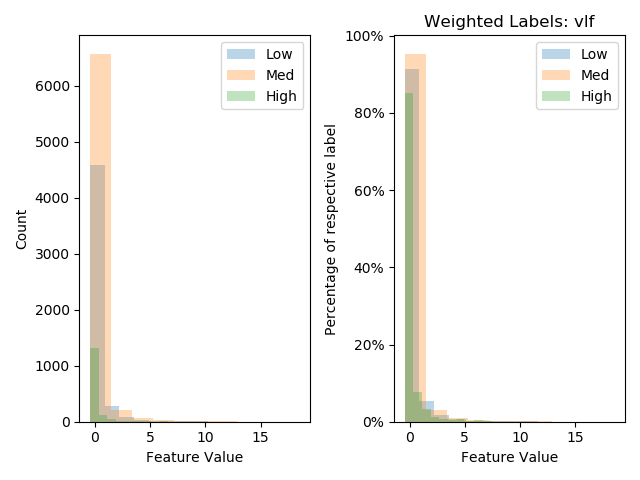 Weighted Labels: vlf
Low
Med
High
6000
5000
4000
3000
2000
1000
0
Count
0 5 10 15
Feature Value
Low
Med
High
100%
80%
60%
40%
20%
0%
Percentage of respective label
0 5 10 15
Feature Value